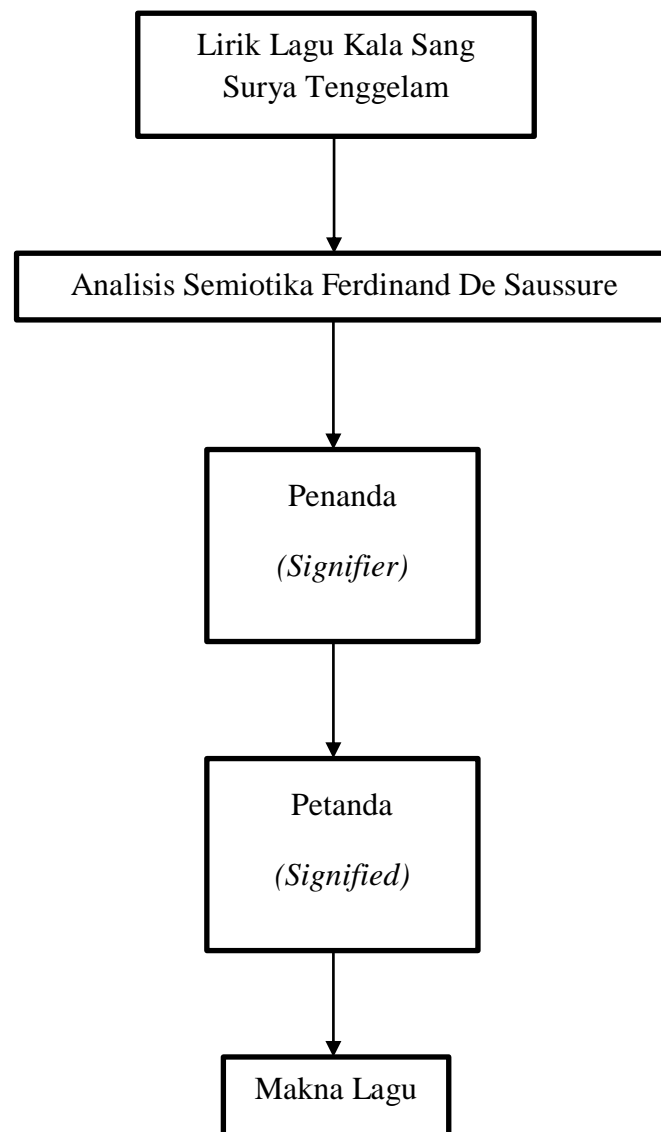 Lirik Lagu Kala Sang
Surya Tenggelam
Analisis Semiotika Ferdinand De Saussure
Penanda
(Signifier)
Petanda
(Signified)
Makna Lagu